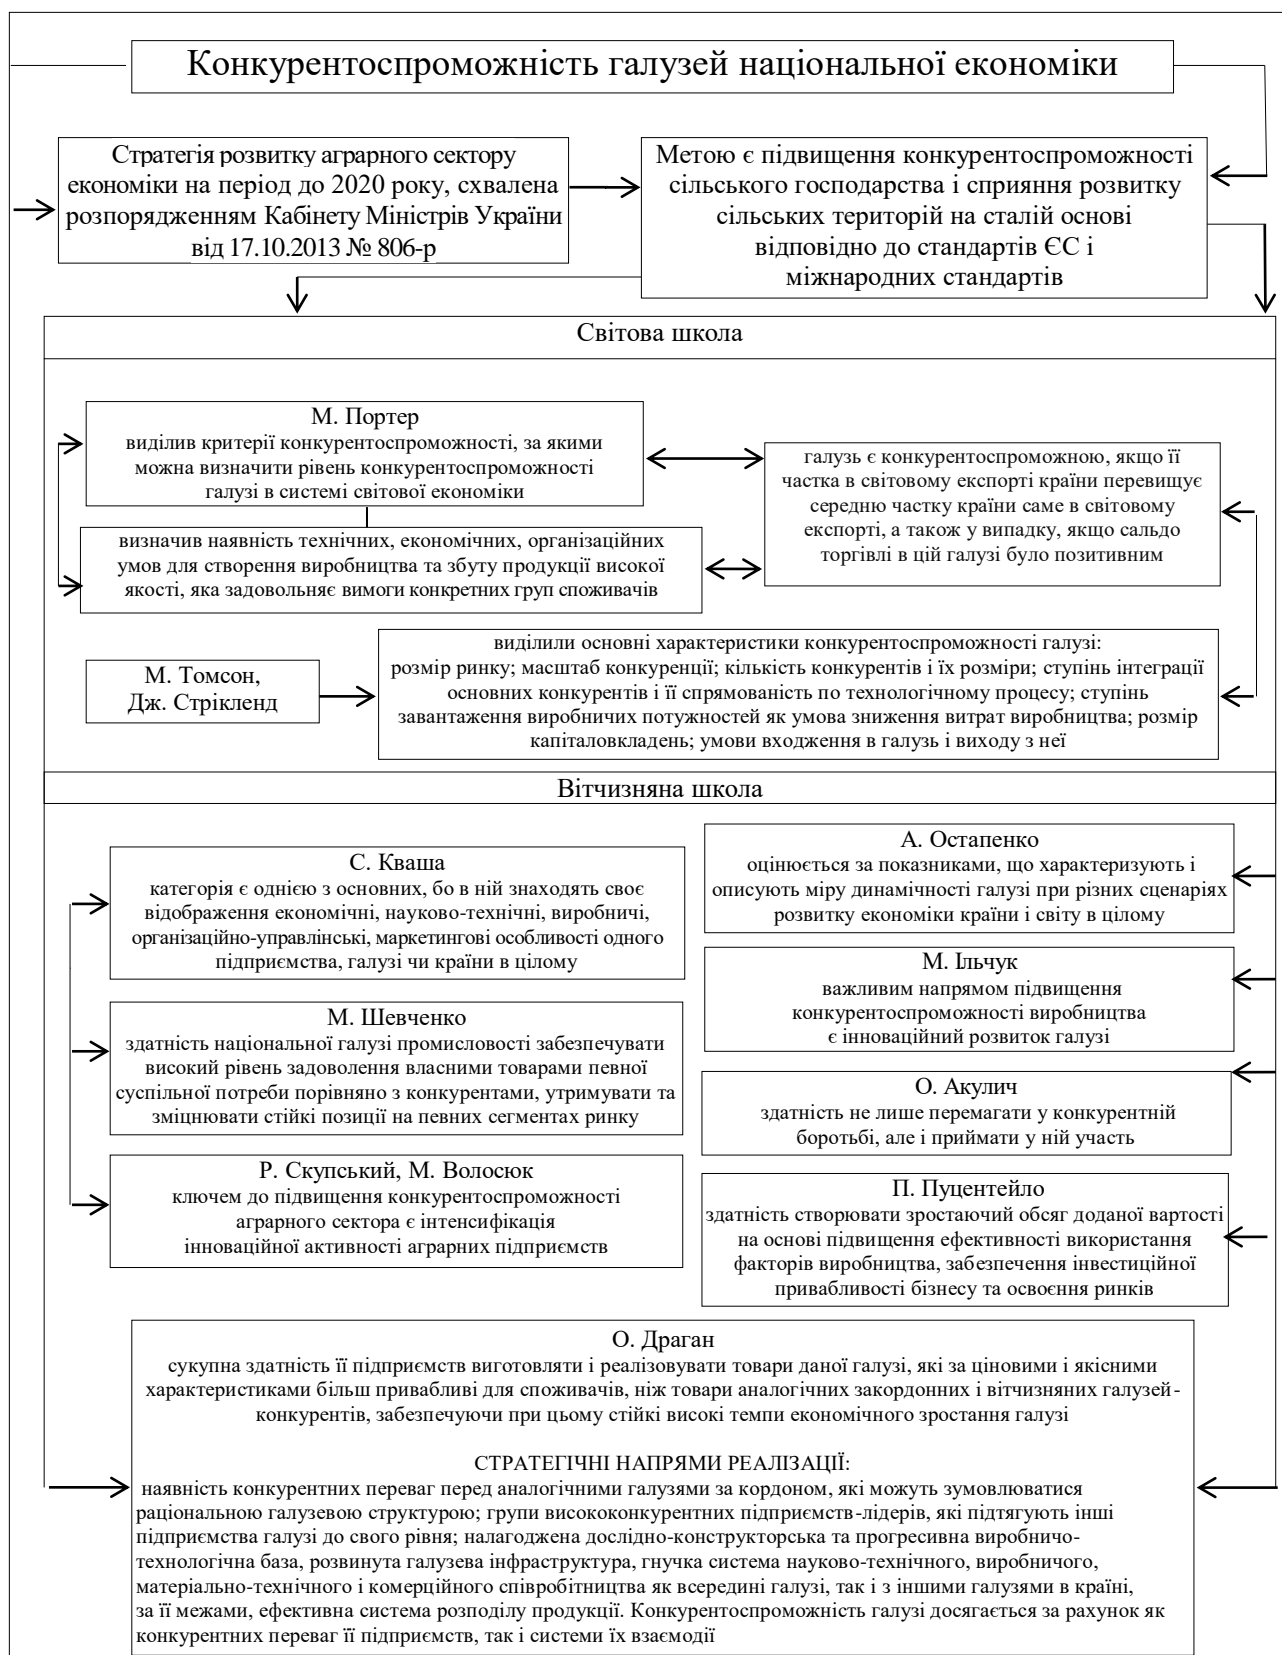 Конкурентоспроможність галузей національної економіки
Стратегія розвитку аграрного сектору
економіки на період до 2020 року, схвалена
розпорядженням Кабінету Міністрів України
від 17.10.2013 № 806-р
Метою є підвищення конкурентоспроможності
сільського господарства і сприяння розвитку
сільських територій на сталій основі
відповідно до стандартів ЄС і
міжнародних стандартів
Світова школа
М. Портер
виділив критерії конкурентоспроможності, за якими
можна визначити рівень конкурентоспроможності
галузі в системі світової економіки
галузь є конкурентоспроможною, якщо її
частка в світовому експорті країни перевищує
середню частку країни саме в світовому
експорті, а також у випадку, якщо сальдо
торгівлі в цій галузі було позитивним
визначив наявність технічних, економічних, організаційних
умов для створення виробництва та збуту продукції високої
якості, яка задовольняє вимоги конкретних груп споживачів
М. Томсон,
Дж. Стрікленд
виділили основні характеристики конкурентоспроможності галузі:
розмір ринку; масштаб конкуренції; кількість конкурентів і їх розміри; ступінь інтеграції
основних конкурентів і її спрямованість по технологічному процесу; ступінь
завантаження виробничих потужностей як умова зниження витрат виробництва; розмір
капіталовкладень; умови входження в галузь і виходу з неї
Вітчизняна школа
С. Кваша
категорія є однією з основних, бо в ній знаходять своє
відображення економічні, науково-технічні, виробничі,
організаційно-управлінські, маркетингові особливості одного
підприємства, галузі чи країни в цілому
М. Шевченко
здатність національної галузі промисловості забезпечувати
високий рівень задоволення власними товарами певної
суспільної потреби порівняно з конкурентами, утримувати та
зміцнювати стійкі позиції на певних сегментах ринку
Р. Скупський, М. Волосюк
ключем до підвищення конкурентоспроможності
аграрного сектора є інтенсифікація
інноваційної активності аграрних підприємств
А. Остапенко
оцінюється за показниками, що характеризують і
описують міру динамічності галузі при різних сценаріях
розвитку економіки країни і світу в цілому
М. Ільчук
важливим напрямом підвищення
конкурентоспроможності виробництва
є інноваційний розвиток галузі
О. Акулич
здатність не лише перемагати у конкурентній
боротьбі, але і приймати у ній участь
П. Пуцентейло
здатність створювати зростаючий обсяг доданої вартості
на основі підвищення ефективності використання
факторів виробництва, забезпечення інвестиційної
привабливості бізнесу та освоєння ринків
О. Драган
сукупна здатність її підприємств виготовляти і реалізовувати товари даної галузі, які за ціновими і якісними
характеристиками більш привабливі для споживачів, ніж товари аналогічних закордонних і вітчизняних галузей-
конкурентів, забезпечуючи при цьому стійкі високі темпи економічного зростання галузі
СТРАТЕГІЧНІ НАПРЯМИ РЕАЛІЗАЦІЇ:
наявність конкурентних переваг перед аналогічними галузями за кордоном, які можуть зумовлюватися
раціональною галузевою структурою; групи висококонкурентних підприємств-лідерів, які підтягують інші
підприємства галузі до свого рівня; налагоджена дослідно-конструкторська та прогресивна виробничо-
технологічна база, розвинута галузева інфраструктура, гнучка система науково-технічного, виробничого,
матеріально-технічного і комерційного співробітництва як всередині галузі, так і з іншими галузями в країні,
за її межами, ефективна система розподілу продукції. Конкурентоспроможність галузі досягається за рахунок як
конкурентних переваг її підприємств, так і системи їх взаємодії